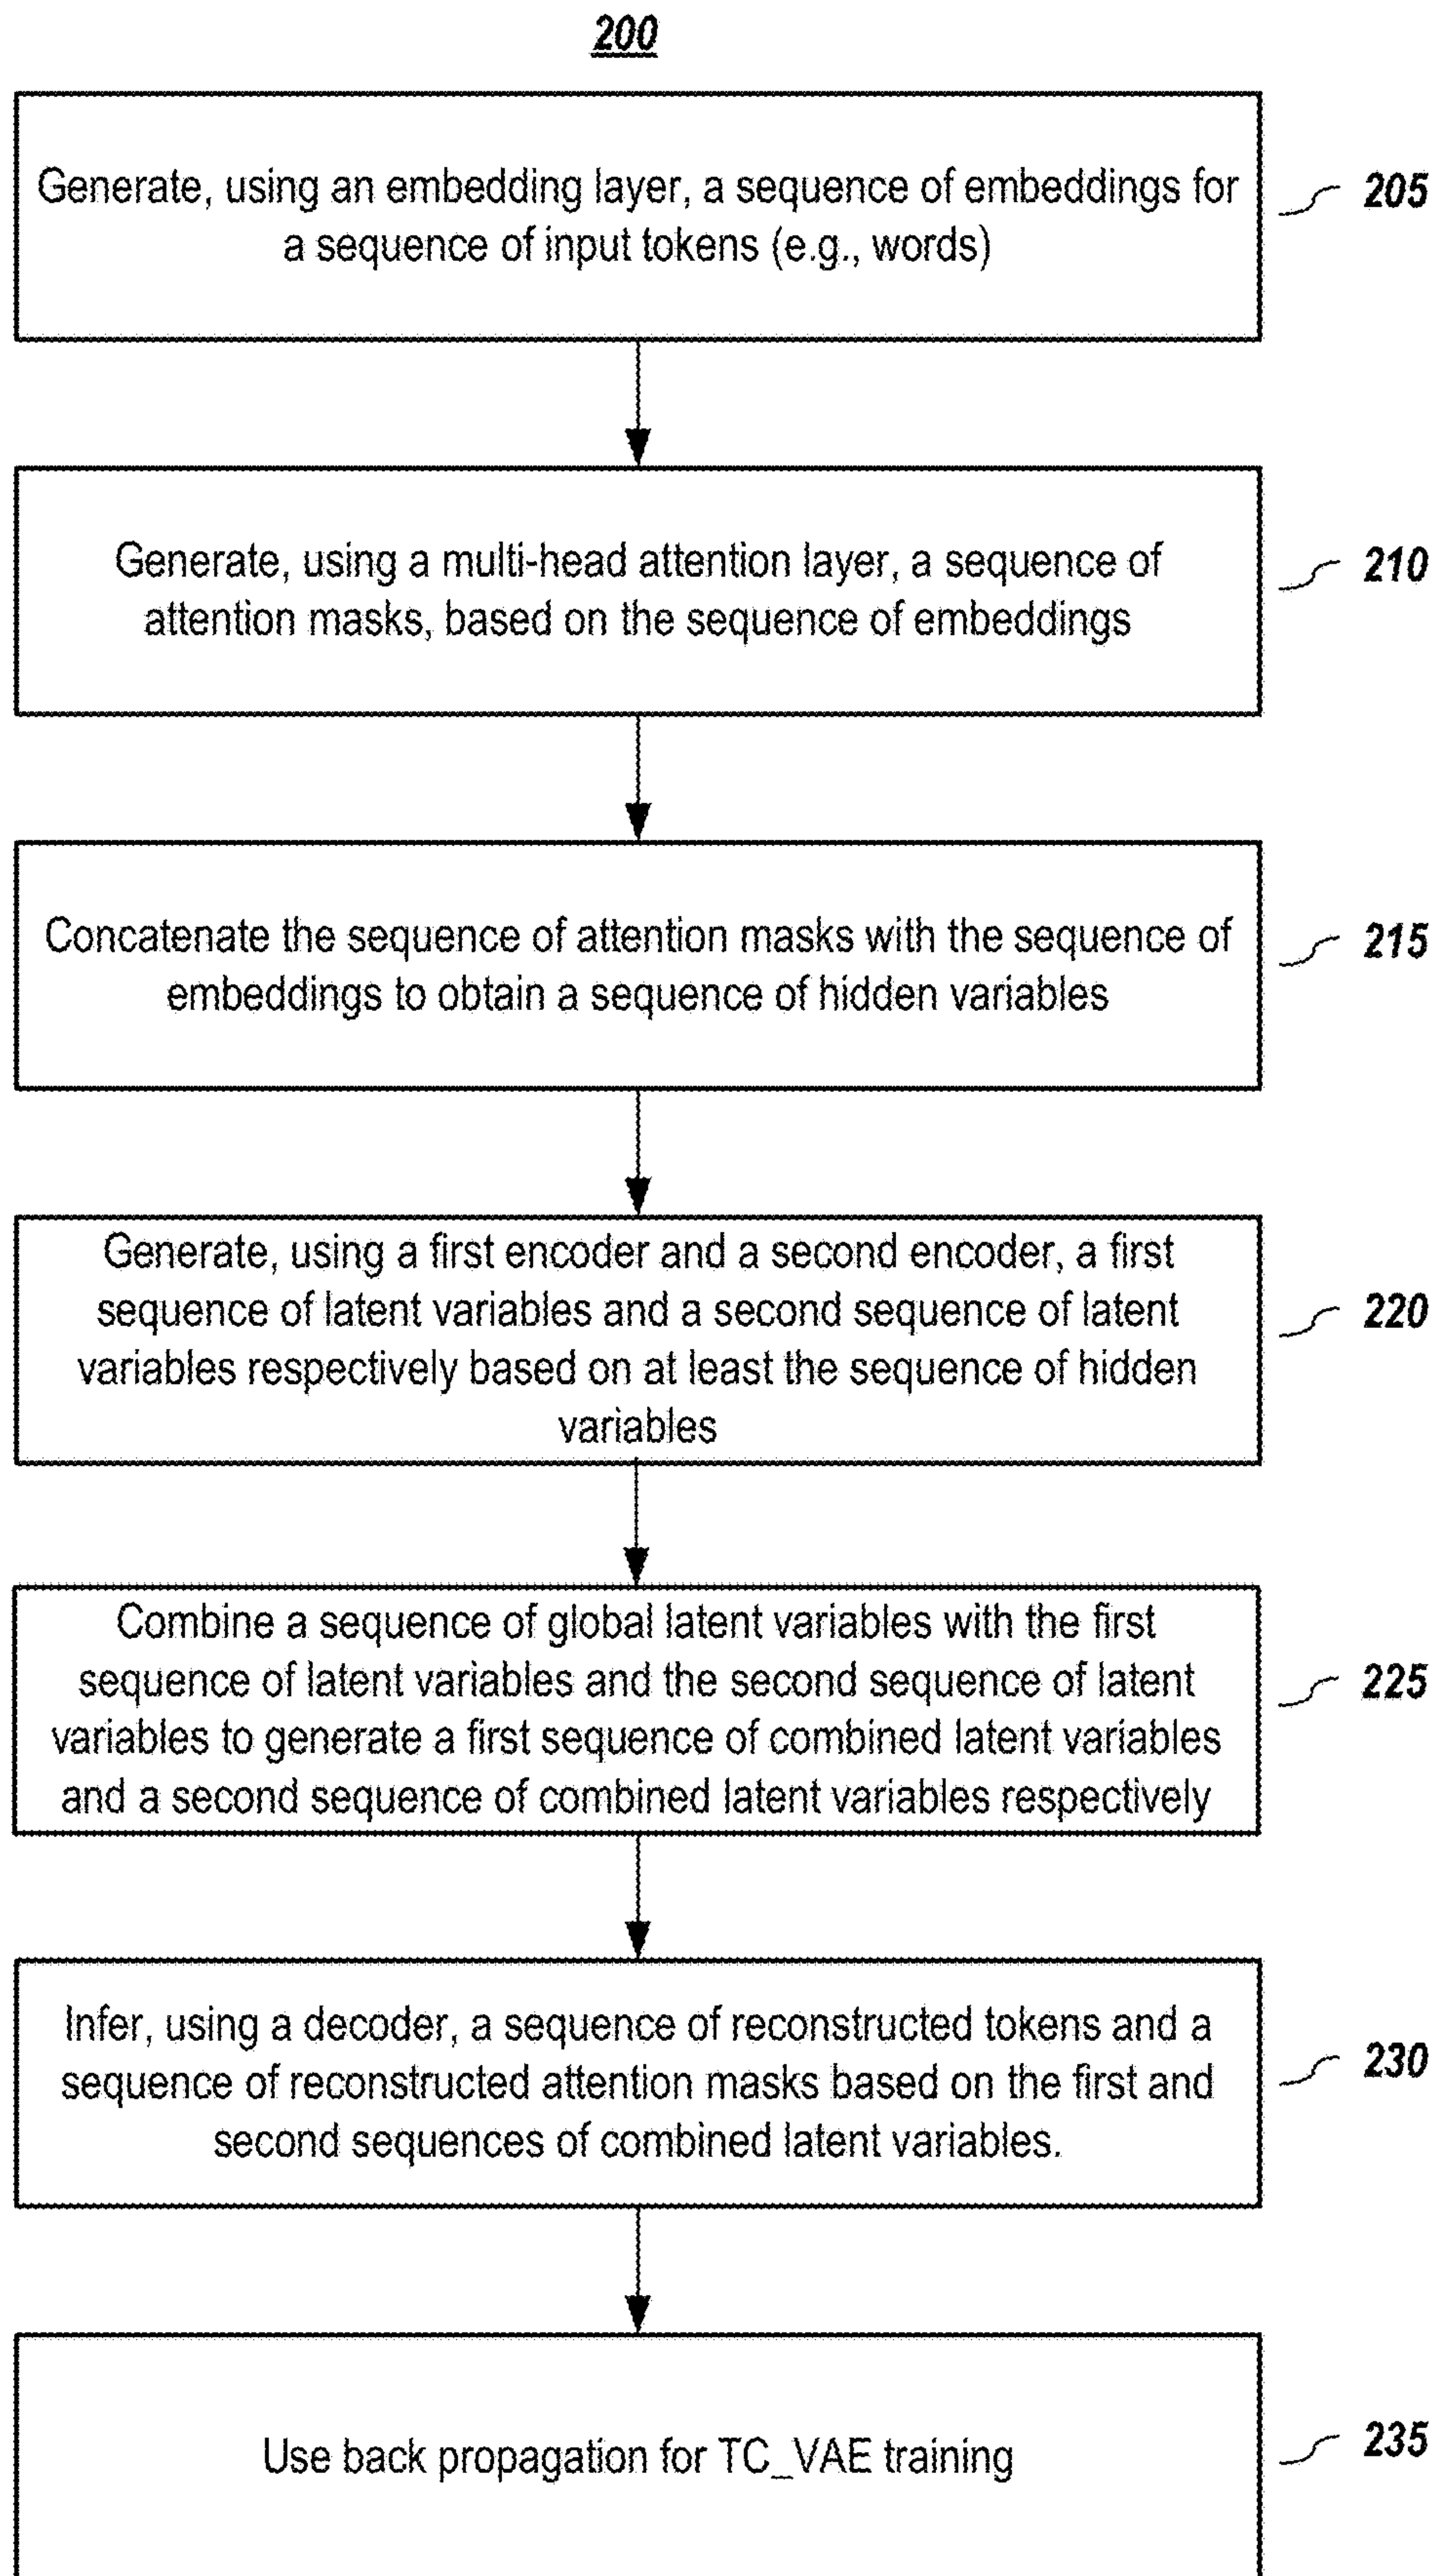 200
Generate, using an embedding layer, a sequence of embeddings for
a sequence of input tokens (e.g., words)
205
Generate, using a multi-head attention layer, a sequence of
attention masks, based on the sequence of embeddings
210
Concatenate the sequence of attention masks with the sequence of
embeddings to obtain a sequence of hidden variables
215
Generate, using a first encoder and a second encoder, a first
sequence of latent variables and a second sequence of latent
variables respectively based on at least the sequence of hidden
variables
220
Combine a sequence of global latent variables with the first
sequence of latent variables and the second sequence of latent
variables to generate a first sequence of combined latent variables
and a second sequence of combined latent variables respectively
225
Infer, using a decoder, a sequence of reconstructed tokens and a
sequence of reconstructed attention masks based on the first and
second sequences of combined latent variables.
230
Use back propagation for TC_VAE training
235